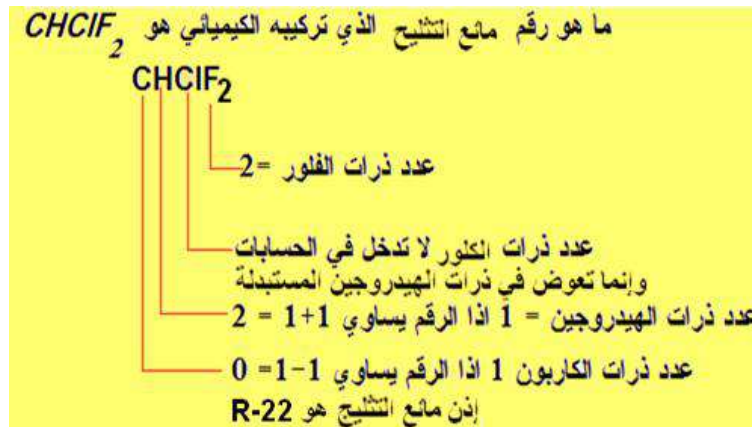 ما هو رقم مائع التثليح الذي تركيبه الكيميائي هو CHClF2
CHClF2
عدد ذرات الفلور =2
عدد ذرات الكلور لا تدخل في الحسابات
وإنما تعوض في ذرات الهيدروجين المستبدلة
عدد ذرات الهيدروجين = 1 اذا الرقم يساوي 1+1 = 2
عدد ذرات الكاربون 1 اذا الرقم يساوي 1-1= 0
إذن مائع التثليج هو R-22